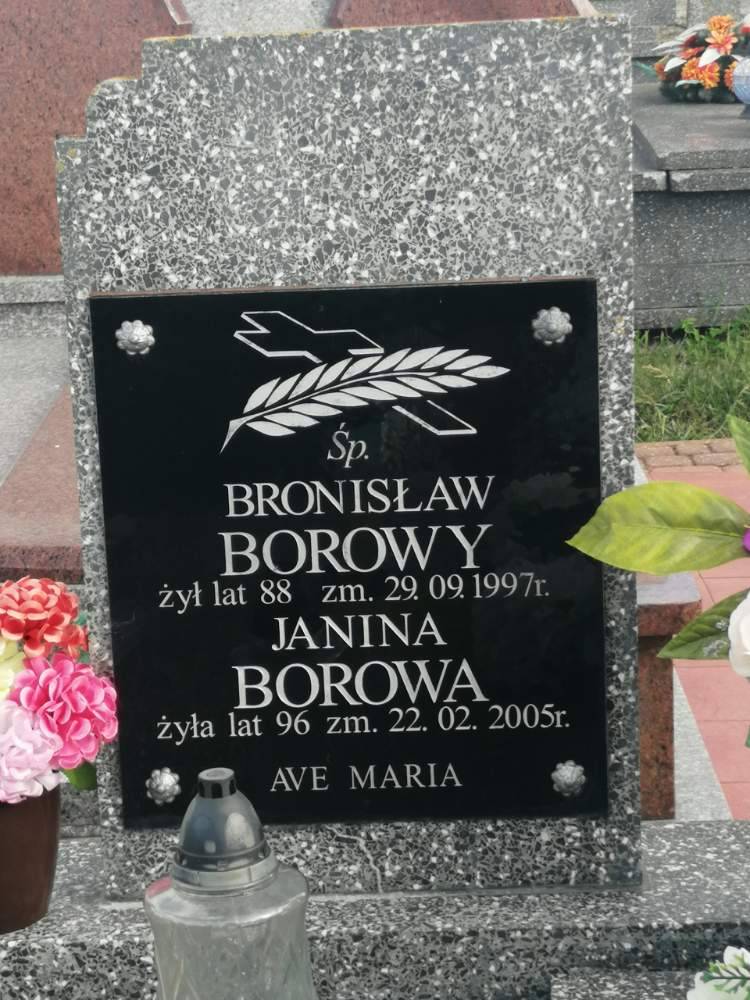 Śp.
BRONISŁAW
BOROWY
żył lat 88 zm. 29.09.1997r.
JANINA
BOROWA
żyła lat 96 zm. 22. 02. 2005r.
AVE MARIA